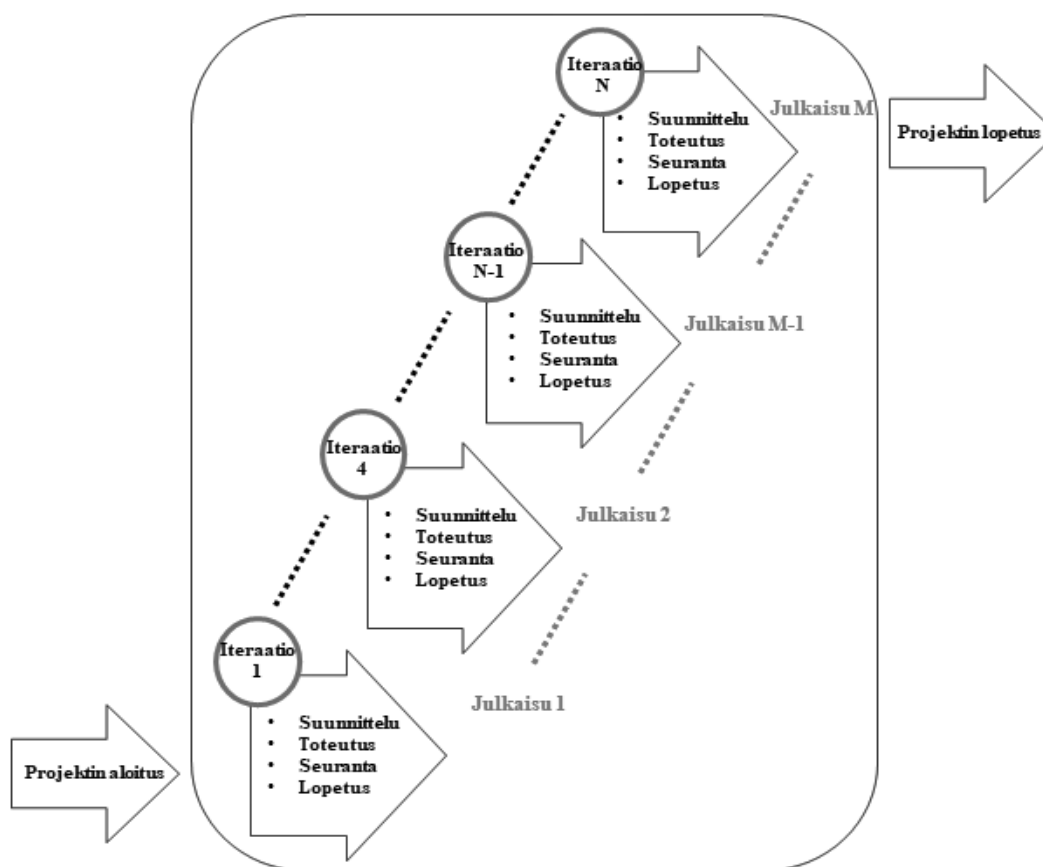 Iteraatio
N
Julkaisu M
• Suunnittelu
• Toteutus
• Seuranta
• Lopetus
Projektin lopetus
Iteraatio
N-1
• Suunnittelu
• Toteutus
• Seuranta
• Lopetus
Julkaisu M-1
Iteraatio
4
• Suunnittelu
• Toteutus
• Seuranta
• Lopetus
Julkaisu 2
Iteraatio
1
Julkaisu 1
• Suunnittelu
• Toteutus
• Seuranta
• Lopetus
Projektin aloitus